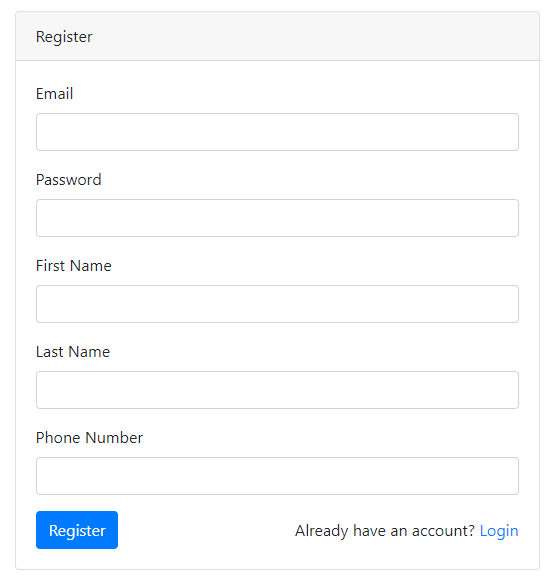 Register
Email
Password
First Name
Last Name
Phone Number
Register Already have an account? Login